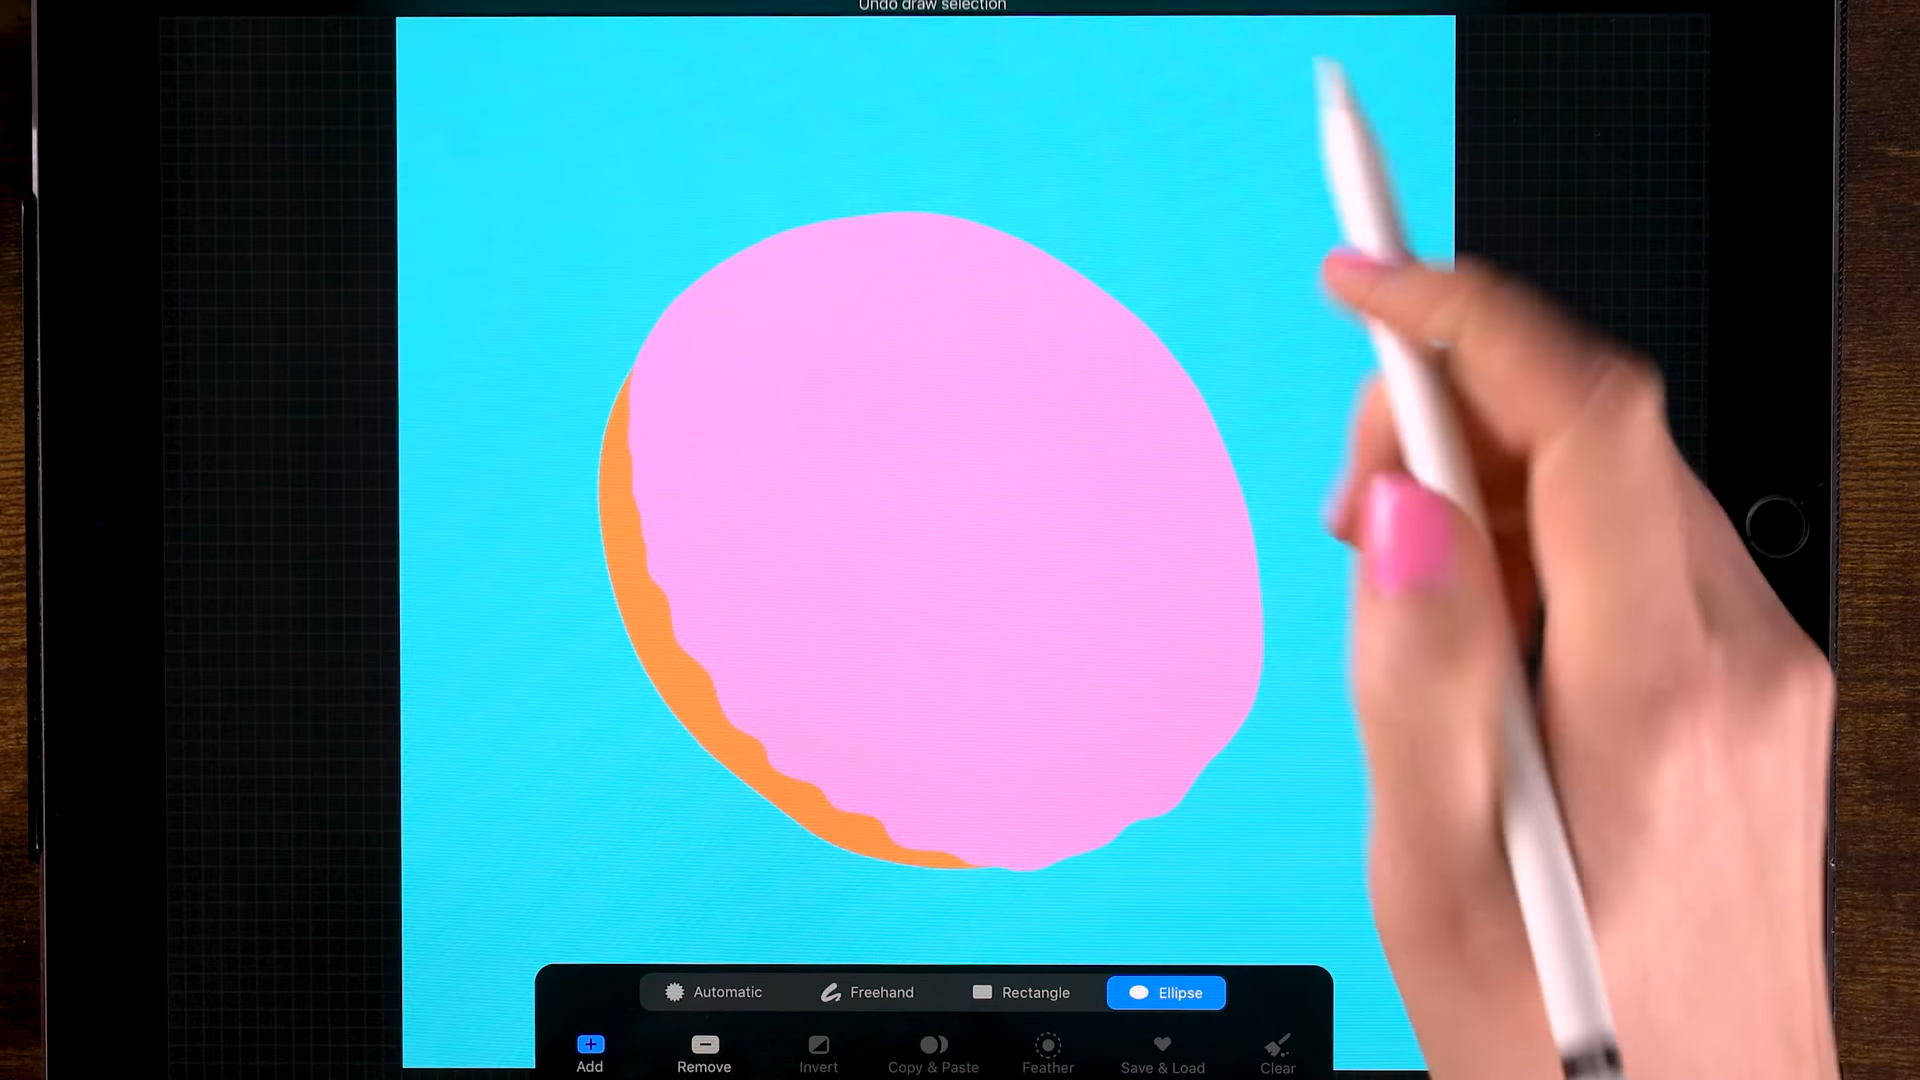 Undo draw selection
Automatic Freehand Rectangle Ellipse
Add Remove Invert Copy & Paste Feather Save & Load Clear